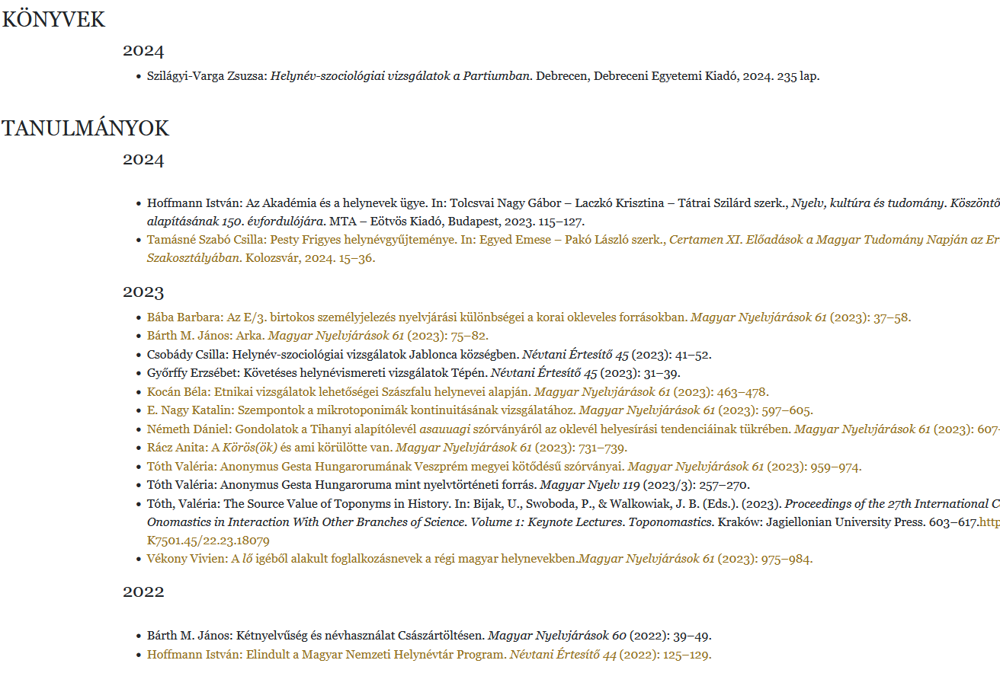 KÖNYVEK
2024
• Szilágyi-Varga Zsuzsa: Helynév-szociológiai vizsgálatok a Partiumban. Debrecen, Debreceni Egyetemi Kiadó, 2024. 235 lap.
TANULMÁNYOK
2024
• Hoffmann István: Az Akadémia és a helynevek ügye. In: Tolcsvai Nagy Gábor – Laczkó Krisztina – Tátrai Szilárd szerk., Nyelv, kultúra és tudomány. Köszöntő
alapításának 150. évfordulójára. MTA – Eötvös Kiadó, Budapest, 2023. 115–127.
• Tamásné Szabó Csilla: Pesty Frigyes helynévgyűjteménye. In: Egyed Emese – Pakó László szerk., Certamen XI. Előadások a Magyar Tudomány Napján az Er
Szakosztályában. Kolozsvár, 2024. 15–36.
2023
• Bába Barbara: Az E/3. birtokos személyjelezés nyelvjárási különbségei a korai okleveles forrásokban. Magyar Nyelvjárások 61 (2023): 37–58.
• Bárth M. János: Arka. Magyar Nyelvjárások 61 (2023): 75–82.
• Csobády Csilla: Helynév-szociológiai vizsgálatok Jablonca községben. Névtani Értesítő 45 (2023): 41–52.
• Győrffy Erzsébet: Követéses helynévismereti vizsgálatok Tépén. Névtani Értesítő 45 (2023): 31–39.
• Kocán Béla: Etnikai vizsgálatok lehetőségei Szászfalu helynevei alapján. Magyar Nyelvjárások 61 (2023): 463–478.
• E. Nagy Katalin: Szempontok a mikrotoponimák kontinuitásának vizsgálatához. Magyar Nyelvjárások 61 (2023): 597–605.
• Németh Dániel: Gondolatok a Tihanyi alapítólevél asauuagi szórványáról az oklevél helyesírási tendenciáinak tükrében. Magyar Nyelvjárások 61 (2023): 607–
• Rácz Anita: A Körös(ök) és ami körülötte van. Magyar Nyelvjárások 61 (2023): 731–739.
• Tóth Valéria: Anonymus Gesta Hungarorumának Veszprém megyei kötődésű szórványai. Magyar Nyelvjárások 61 (2023): 959–974.
• Tóth Valéria: Anonymus Gesta Hungaroruma mint nyelvtörténeti forrás. Magyar Nyelv 119 (2023/3): 257–270.
• Tóth, Valéria: The Source Value of Toponyms in History. In: Bijak, U., Swoboda, P., & Walkowiak, J. B. (Eds.). (2023). Proceedings of the 27th International C
Onomastics in Interaction With Other Branches of Science. Volume 1: Keynote Lectures. Toponomastics. Kraków: Jagiellonian University Press. 603–617.http
K7501.45/22.23.18079
• Vékony Vivien: A lő igéből alakult foglalkozásnevek a régi magyar helynevekben.Magyar Nyelvjárások 61 (2023): 975–984.
2022
• Bárth M. János: Kétnyelvűség és névhasználat Császártöltésen. Magyar Nyelvjárások 60 (2022): 39–49.
• Hoffmann István: Elindult a Magyar Nemzeti Helynévtár Program. Névtani Értesítő 44 (2022): 125–129.